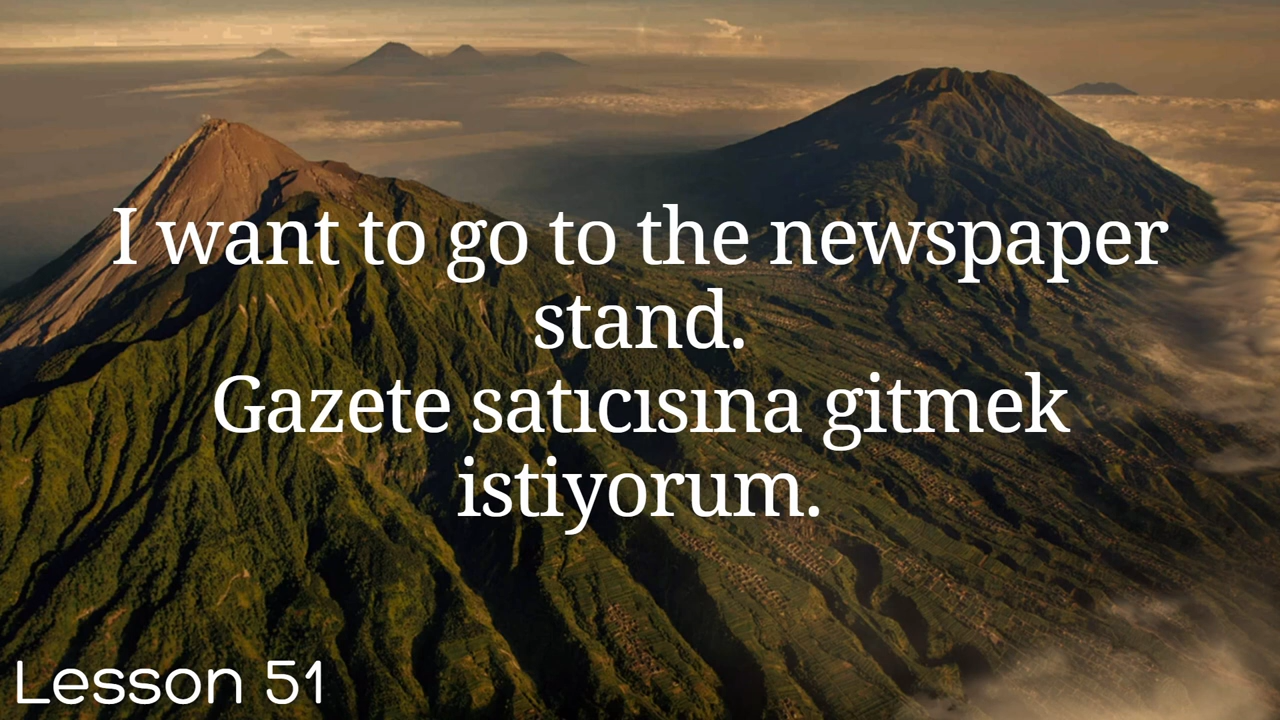 I want to go to the newspaper
stand.
Gazete satıcısına gitmek
istiyorum.
Lesson 51